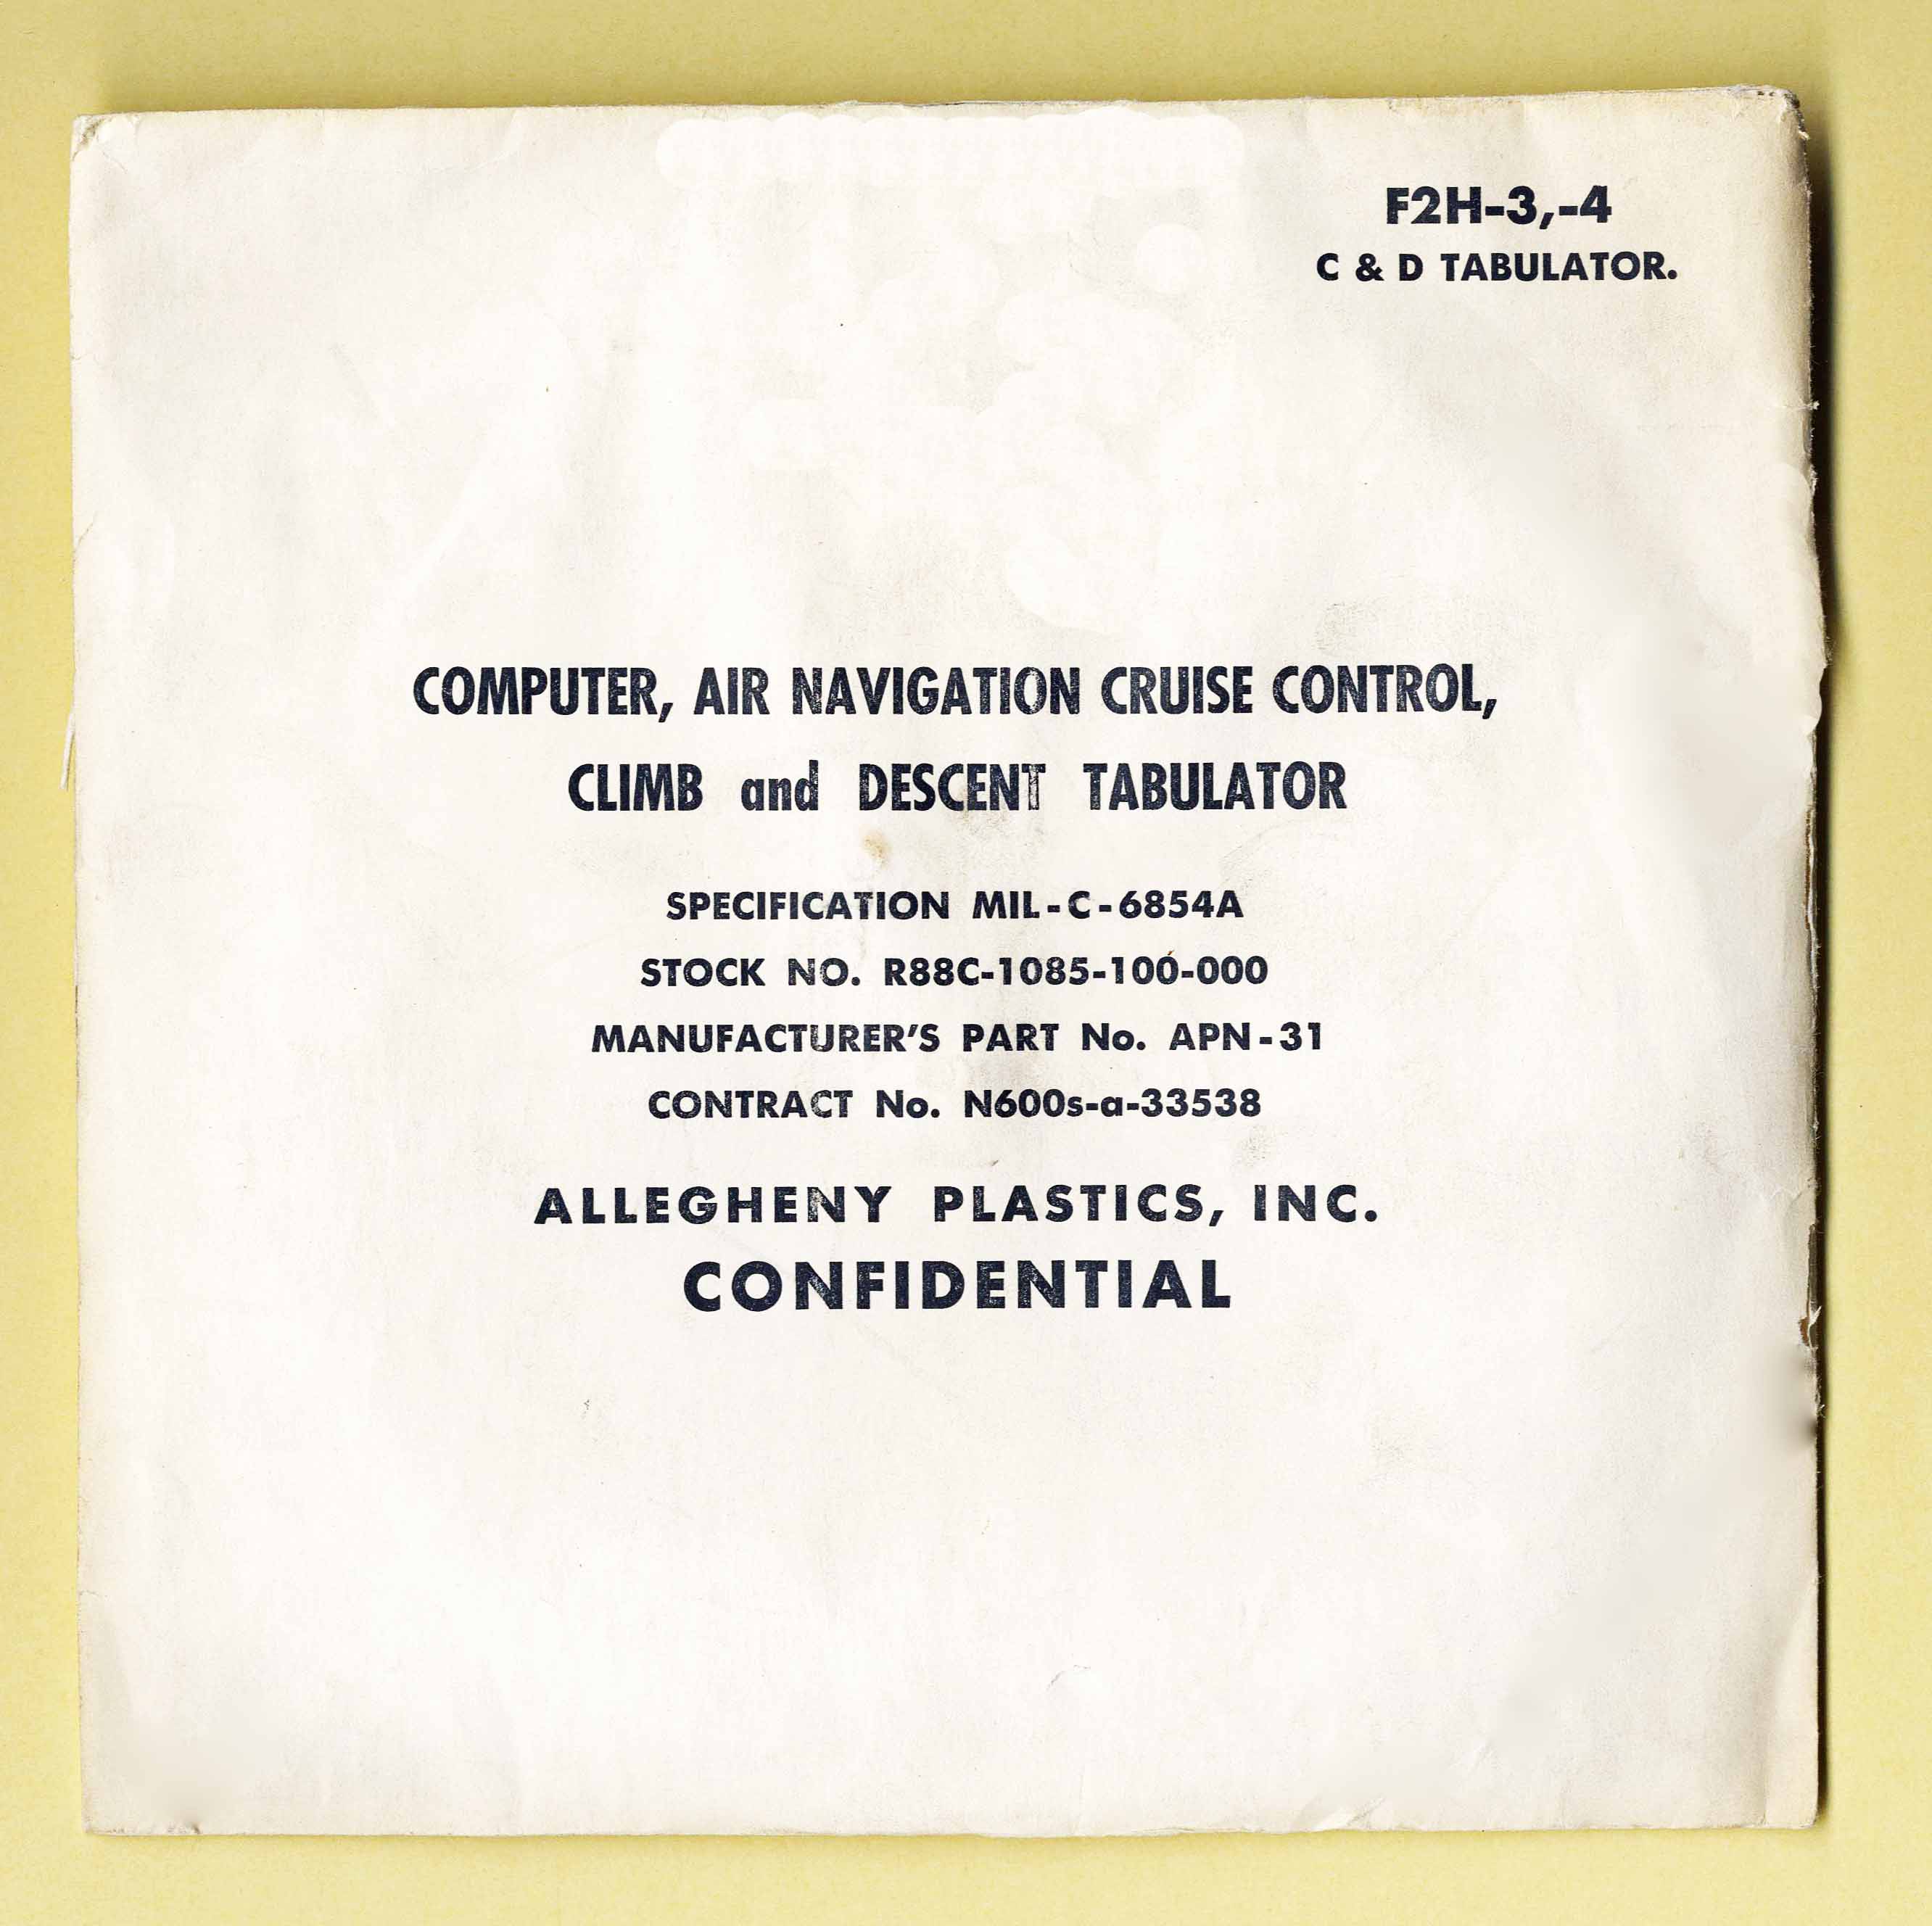 F2H-3,-4
C & D TABULATOR.
COMPUTER, AIR NAVIGATION CRUISE CONTROL,
CLIMB and DESCENT TABULATOR
SPECIFICATION MIL-C-6854A
STOCK NO. R88C-1085-100-000
MANUFACTURER'S PART No. APN-31
CONTRACT No. N600s-a-33538
ALLEGHENY PLASTICS, INC.
CONFIDENTIAL